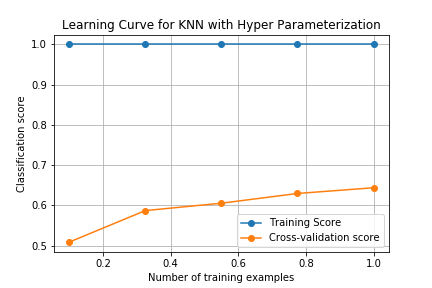 Learning Curve for KNN with Hyper Parameterization
1.0
0.9
0.8
0.7
0.6
0.5
Classification score
Training Score
Cross-validation score
0.2 0.4 0.6 0.8 1.0
Number of training examples